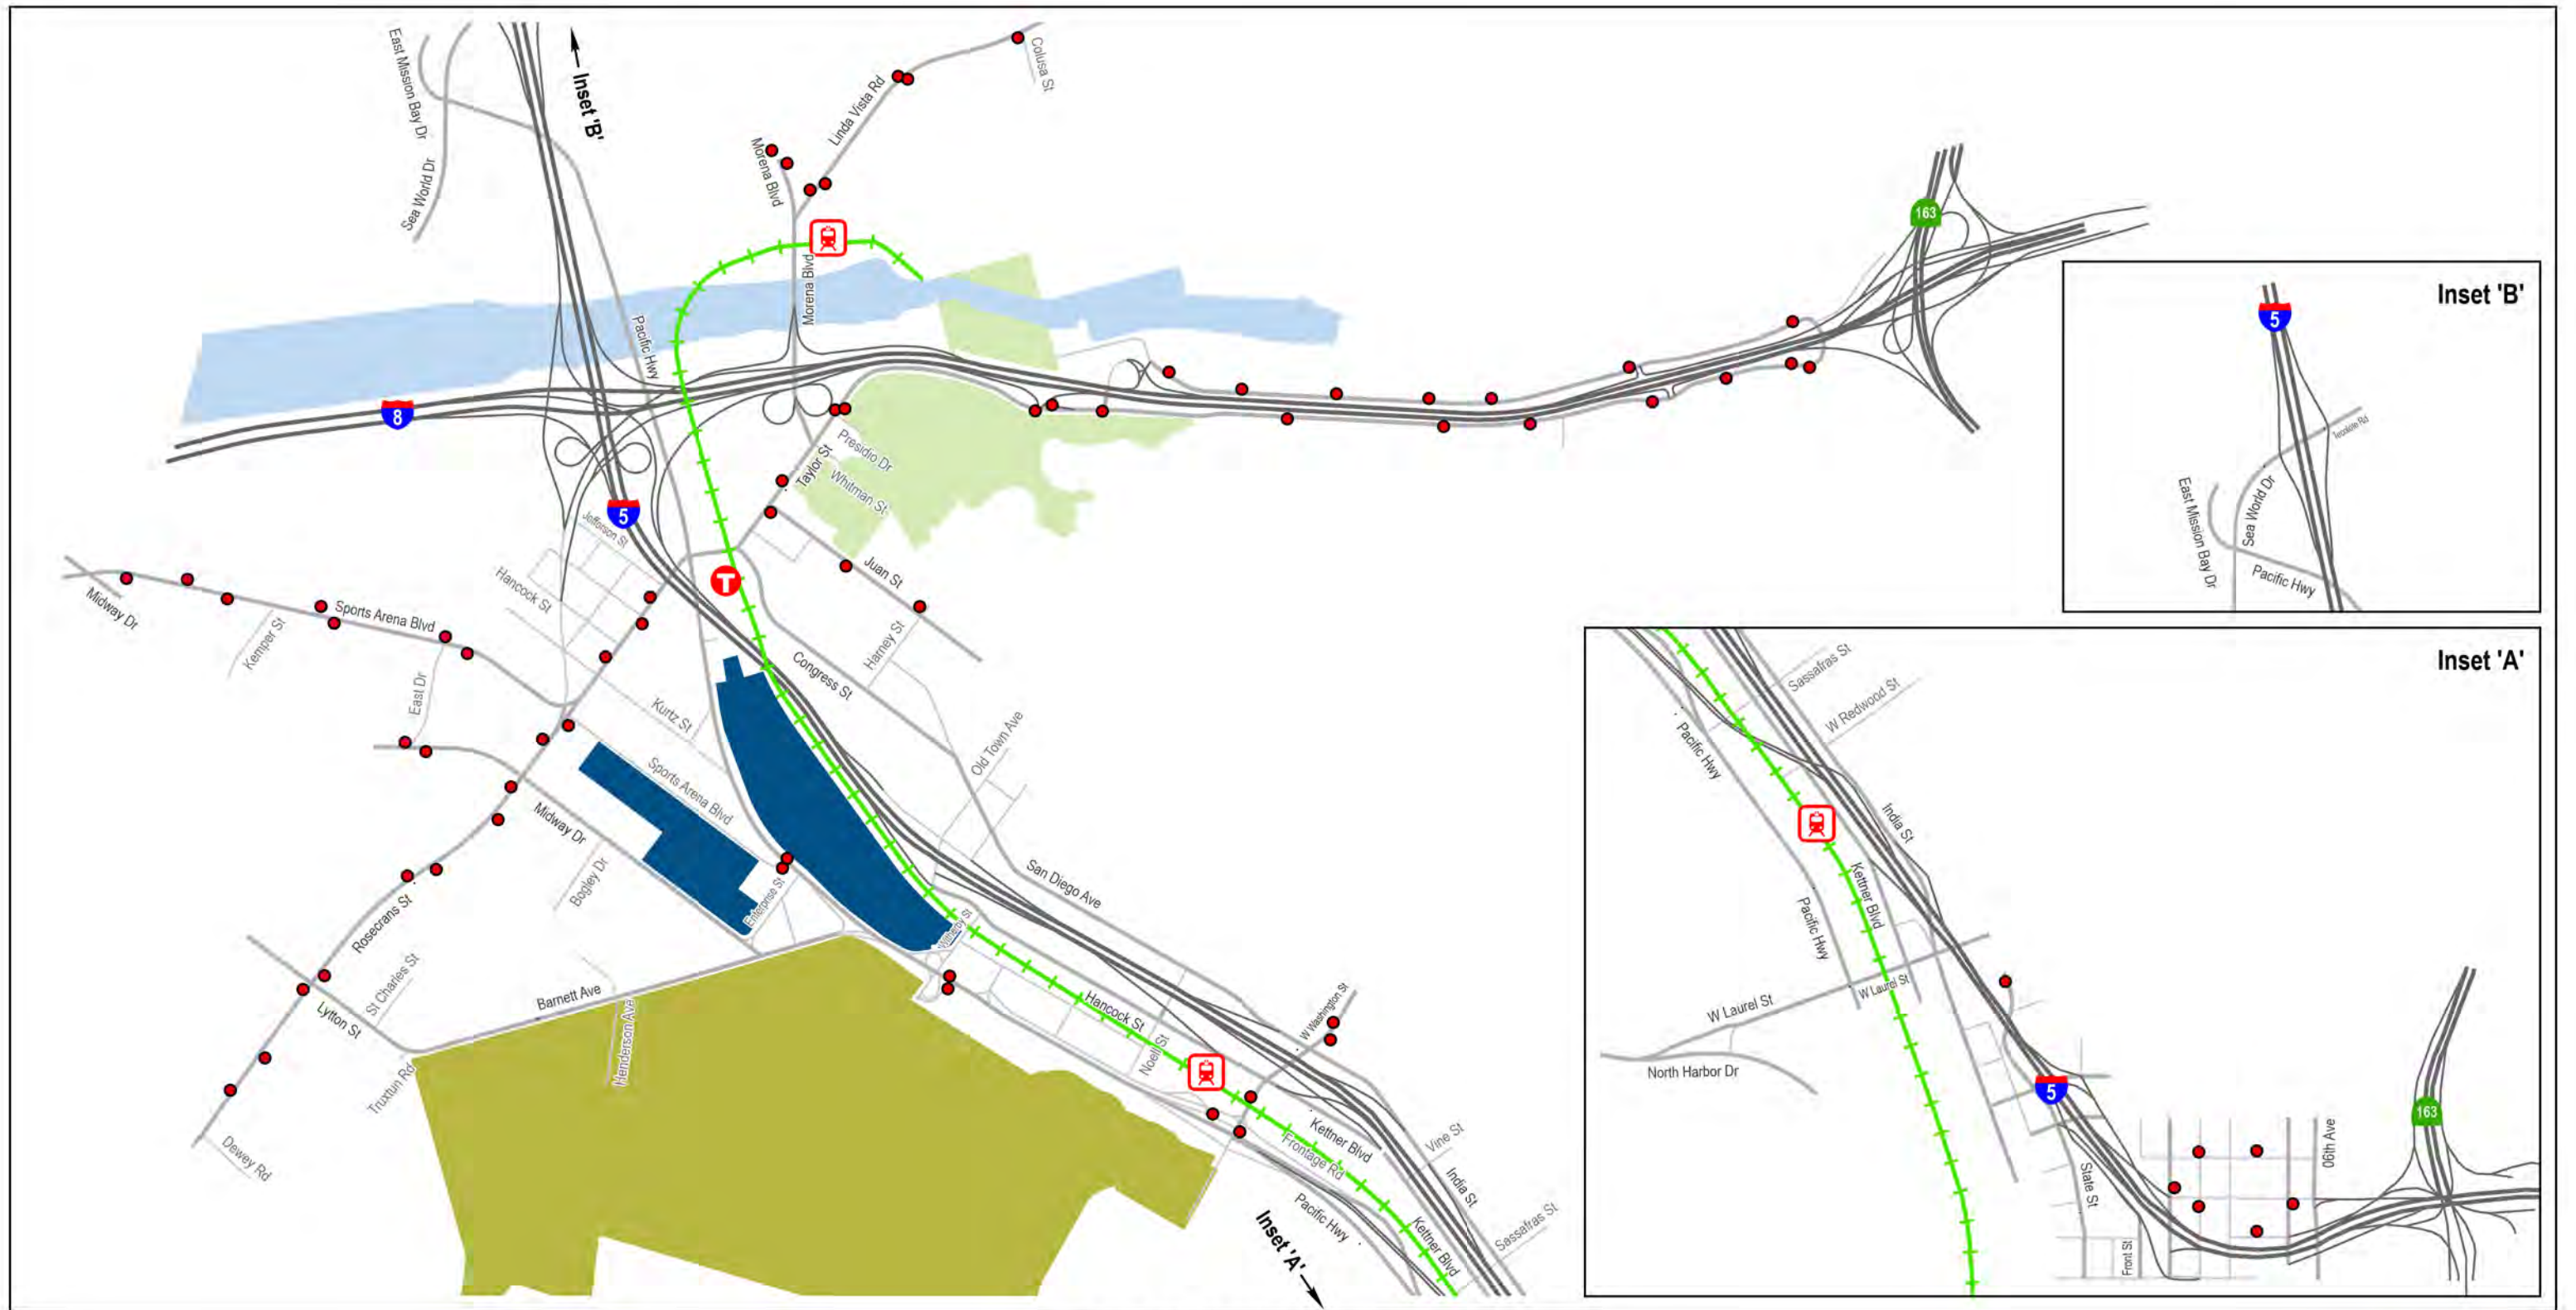 East Mission Bay Dr
Sea World Dr
Inset 'B'
Colusa St
Linda Vista Rd
Morena Blvd
Morena Blvd
Pacific Hwy
163
8
5
Presidio Dr
Taylor St
Whitman St
Jefferson St
Hancock St
T
Juan St
Harney St
Congress St
Midway Dr
Sports Arena Blvd
Kemper St
East Dr
Kurtz St
Old Town Ave
Sports Arena Blvd
Midway Dr
Bogley Dr
Enterprise St
San Diego Ave
Witherby St
Rosecrans St
St Charles St
Lytton St
Barnett Ave
Henderson Ave
Truxtun Rd
Dewey Rd
Hancock St
Noell St
W Washington St
Kettner Blvd
Frontage Rd
Vine St
India St
Pacific Hwy
Kettner Blvd
Sassafras St
Inset 'A'
Inset 'B'
5
Tecolote Rd
Sea World Dr
East Mission Bay Dr
Pacific Hwy
Inset 'A'
Sassafras St
W Redwood St
Pacific Hwy
India St
Kettner Blvd
Pacific Hwy
W Laurel St
W Laurel St
North Harbor Dr
5
163
State St
06th Ave
Front St